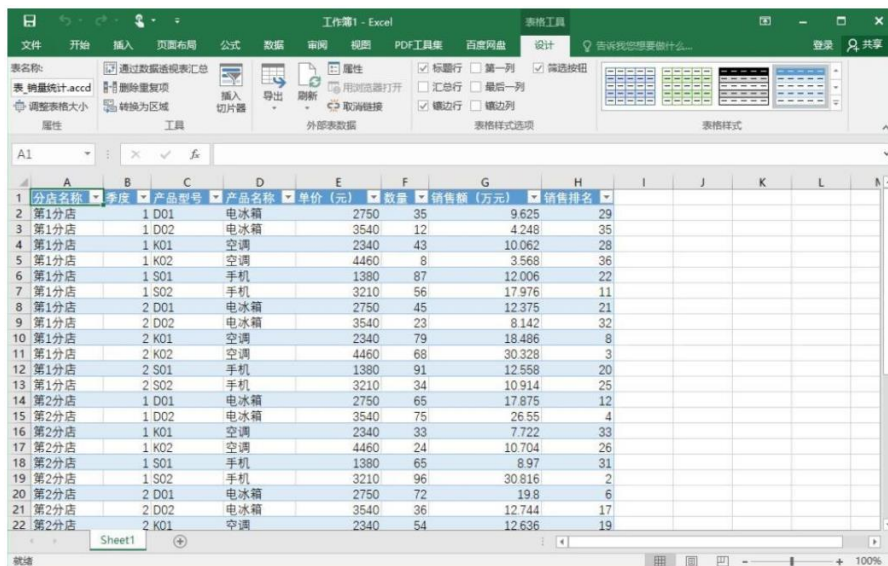 工作簿1 - Excel
表格工具
文件 开始 插入 页面布局 公式 数据 审阅 视图 PDF工具集 百度网盘 设计 告诉我您想要做什么... 登录 共享
表名称: 通过数据透视表汇总 属性 标题行 第一列 筛选按钮
表_销量统计.accd 删除重复项 用浏览器打开 汇总行 最后一列
调整表格大小 转换为区域 插入切片器 导出 刷新 取消链接 镶边行 镶边列
属性 工具 外部表数据 表格样式选项 表格样式
A1 fx
A B C D E F G H I J K L
1 分店名称 季度 产品型号 产品名称 单价（元） 数量 销售额（万元） 销售排名
2 第1分店 1 D01 电冰箱 2750 35 9.625 29
3 第1分店 1 D02 电冰箱 3540 12 4.248 35
4 第1分店 1 K01 空调 2340 43 10.062 28
5 第1分店 1 K02 空调 4460 8 3.568 36
6 第1分店 1 S01 手机 1380 87 12.006 22
7 第1分店 1 S02 手机 3210 56 17.976 11
8 第1分店 2 D01 电冰箱 2750 45 12.375 21
9 第1分店 2 D02 电冰箱 3540 23 8.142 32
10 第1分店 2 K01 空调 2340 79 18.486 8
11 第1分店 2 K02 空调 4460 68 30.328 3
12 第1分店 2 S01 手机 1380 91 12.558 20
13 第1分店 2 S02 手机 3210 34 10.914 25
14 第2分店 1 D01 电冰箱 2750 65 17.875 12
15 第2分店 1 D02 电冰箱 3540 75 26.55 4
16 第2分店 1 K01 空调 2340 33 7.722 33
17 第2分店 1 K02 空调 4460 24 10.704 26
18 第2分店 1 S01 手机 1380 65 8.97 31
19 第2分店 1 S02 手机 3210 96 30.816 2
20 第2分店 2 D01 电冰箱 2750 72 19.8 6
21 第2分店 2 D02 电冰箱 3540 36 12.744 17
22 第2分店 2 K01 空调 2340 54 12.636 19
Sheet1
就绪 100%